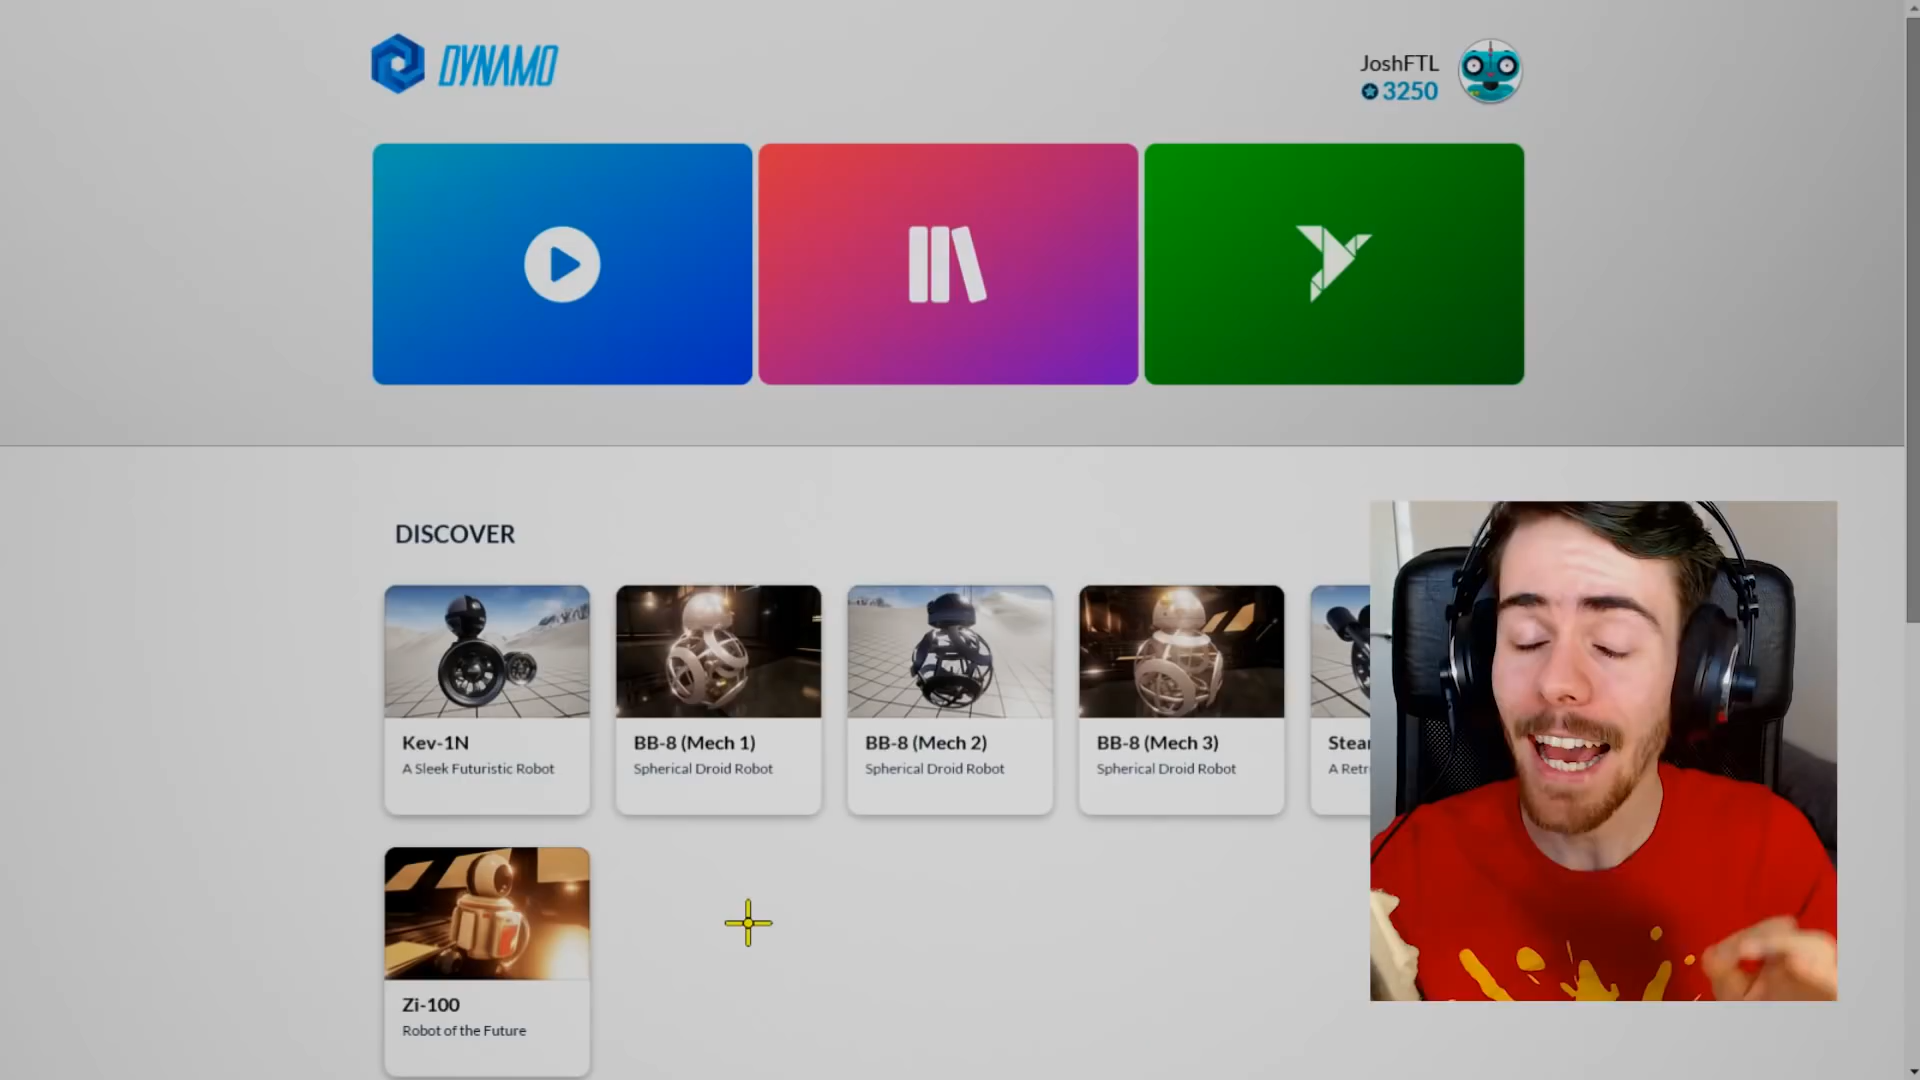 DYNAMO
JoshFTL
3250
DISCOVER
Kev-1N
A Sleek Futuristic Robot
BB-8 (Mech 1)
Spherical Droid Robot
BB-8 (Mech 2)
Spherical Droid Robot
BB-8 (Mech 3)
Spherical Droid Robot
Zi-100
Robot of the Future